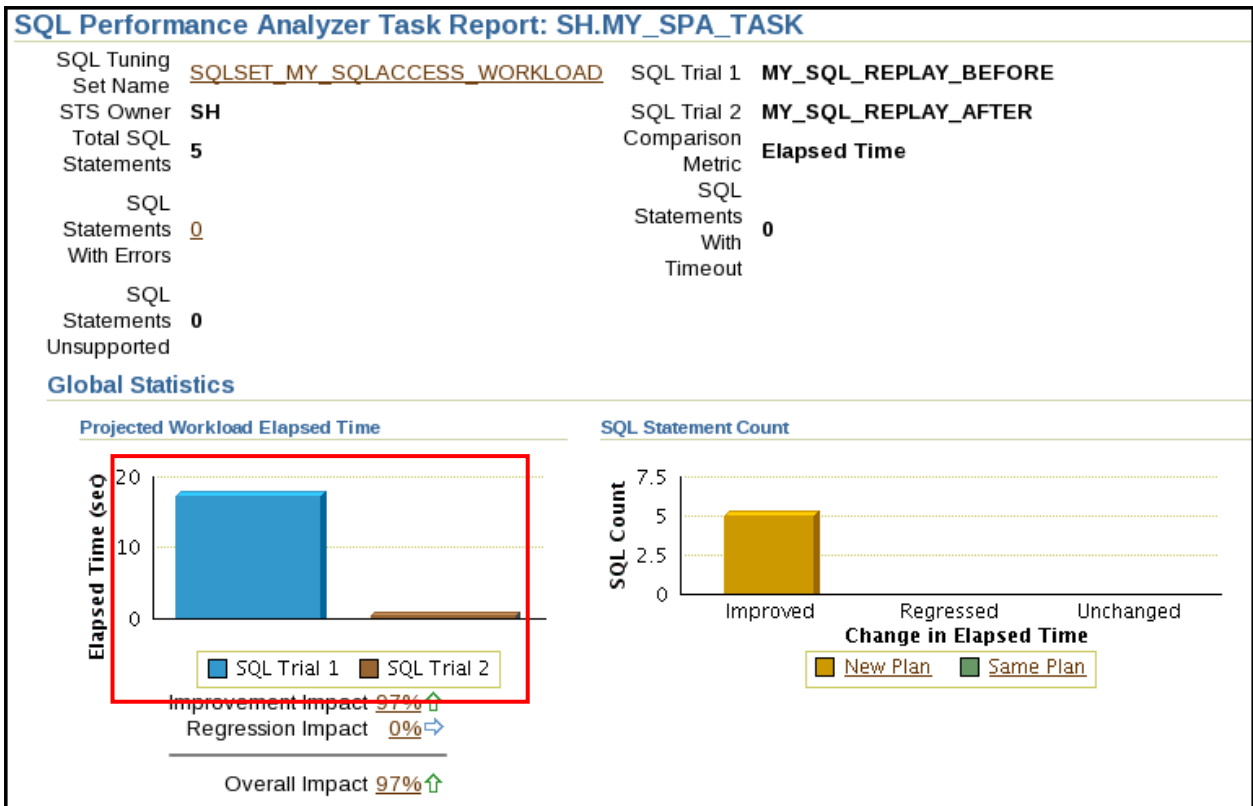 SQL Performance Analyzer Task Report: SH.MY_SPA_TASK
SQL Tuning
Set Name
SQLSET_MY_SQLACCESS_WORKLOAD
STS Owner SH
Total SQL
Statements
5
SQL
Statements
With Errors
0
SQL
Statements
Unsupported
0
SQL Trial 1 MY_SQL_REPLAY_BEFORE
SQL Trial 2 MY_SQL_REPLAY_AFTER
Comparison
Metric
Elapsed Time
SQL
Statements
With
Timeout
0
Global Statistics
Projected Workload Elapsed Time
Elapsed Time (sec)
20
10
0
SQL Trial 1 SQL Trial 2
Improvement Impact 97%
Regression Impact 0%
Overall Impact 97%
SQL Statement Count
SQL Count
7.5
5
2.5
0
Improved Regressed Unchanged
Change in Elapsed Time
New Plan Same Plan